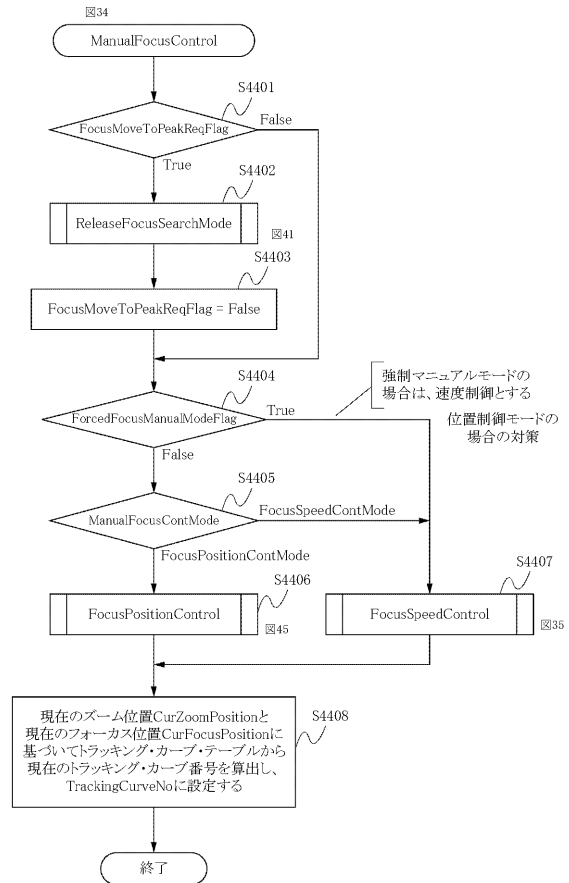 図34
ManualFocusControl
S4401
FocusMoveToPeakReqFlag
False
True
S4402
ReleaseFocusSearchMode
図41
S4403
FocusMoveToPeakReqFlag = False
S4404
ForcedFocusManualModeFlag
True
強制マニュアルモードの
場合は、速度制御とする
位置制御モードの
場合の対策
False
S4405
ManualFocusContMode
FocusSpeedContMode
FocusPositionContMode
S4406
FocusPositionControl
図45
S4407
FocusSpeedControl
図35
S4408
現在のズーム位置CurZoomPositionと
現在のフォーカス位置CurFocusPositionに
基づいてトラッキング・カーブ・テーブルから
現在のトラッキング・カーブ番号を算出し、
TrackingCurveNoに設定する
終了